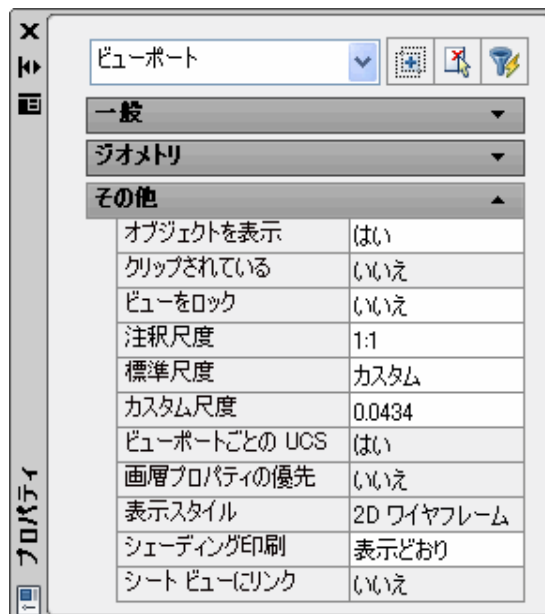 ビューポート
一般
ジオメトリ
その他
オブジェクトを表示 はい
クリップされている いいえ
ビューをロック いいえ
注釈尺度 1:1
標準尺度 カスタム
カスタム尺度 0.0434
ビューポートごとの UCS はい
画層プロパティの優先 いいえ
表示スタイル 2D ワイヤフレーム
シェーディング印刷 表示どおり
シート ビューにリンク いいえ
プロパティ